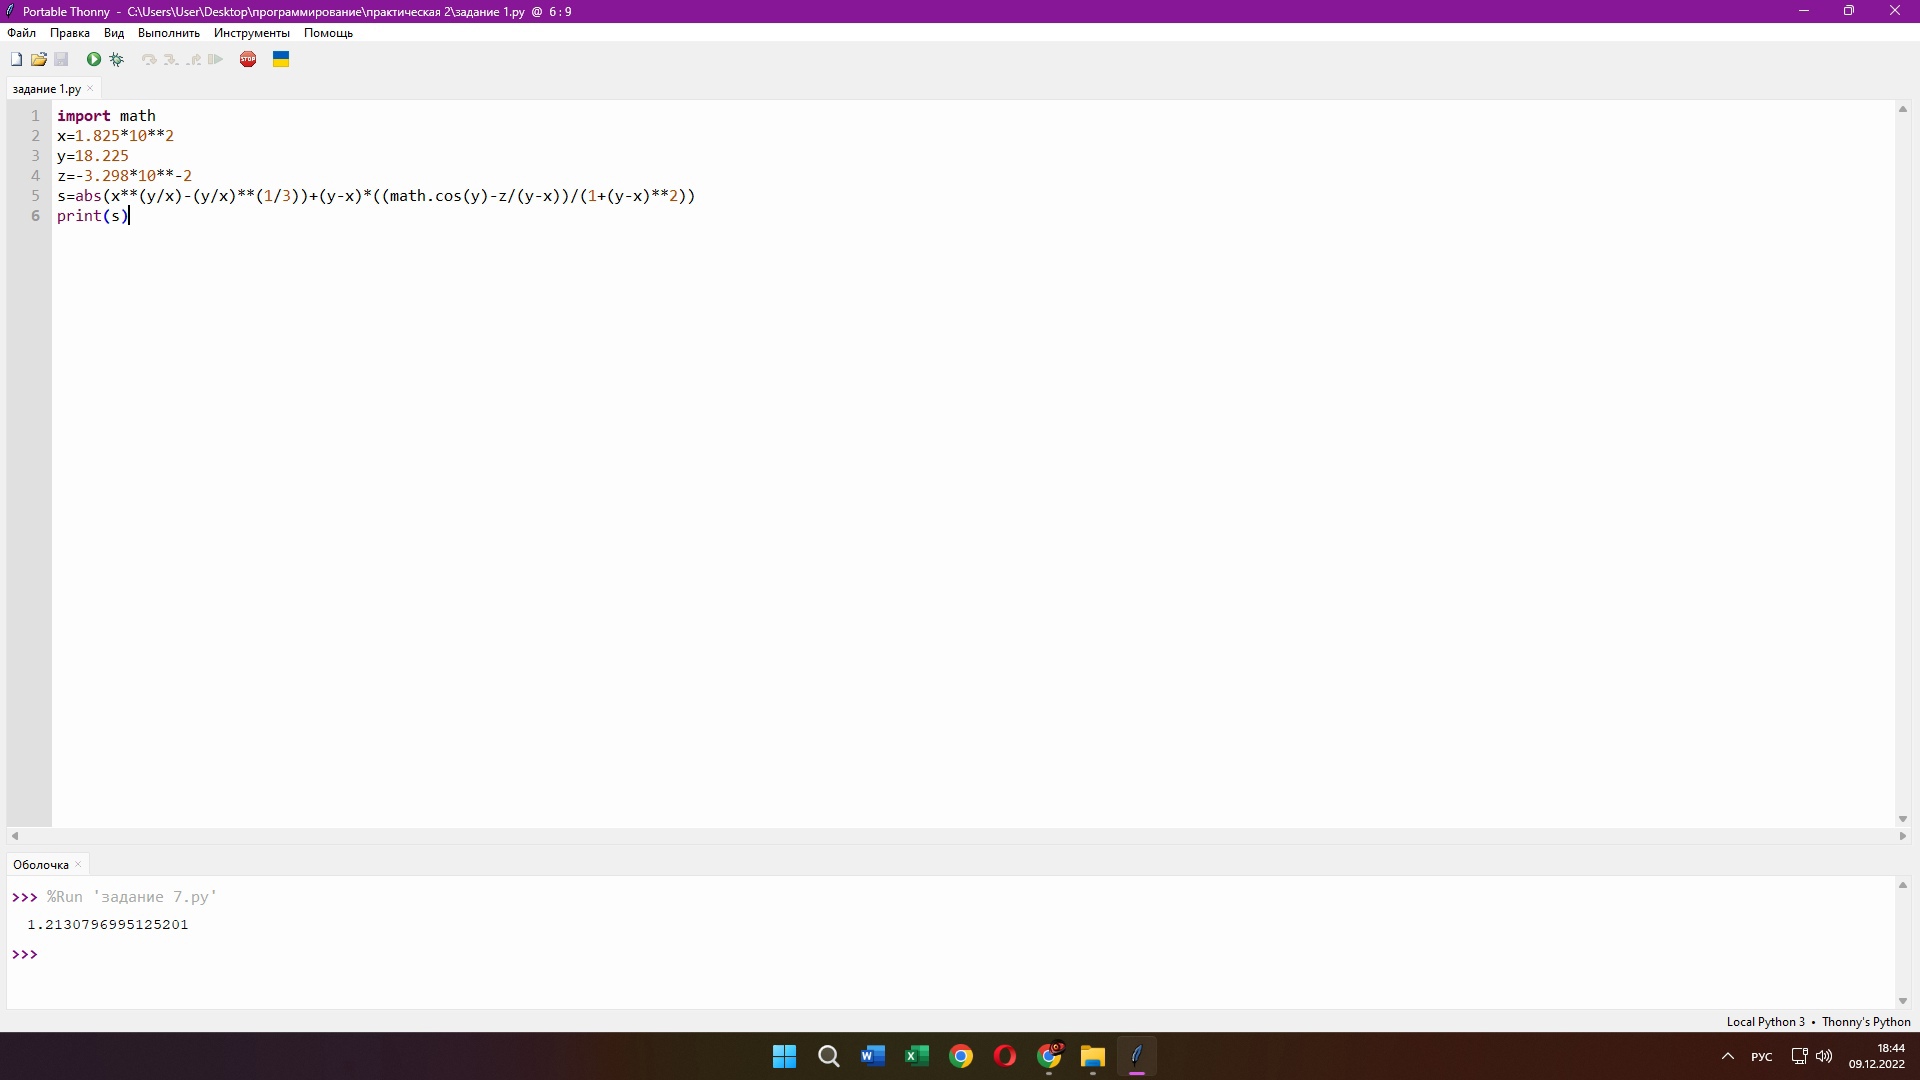 Portable Thonny - C:\Users\User\Desktop\программирование\практическая 2\задание 1.py @ 6 : 9
Файл Правка Вид Выполнить Инструменты Помощь
STOP
задание 1.py ×
1 import math
2 x=1.825*10**2
3 y=18.225
4 z=-3.298*10**-2
5 s=abs(x**(y/x)-(y/x)**(1/3))+(y-x)*((math.cos(y)-z/(y-x))/(1+(y-x)**2))
6 print(s)
Оболочка ×
>>> %Run 'задание 7.py'
1.2130796995125201
>>>
Local Python 3 • Thonny's Python
РУС
18:44
09.12.2022